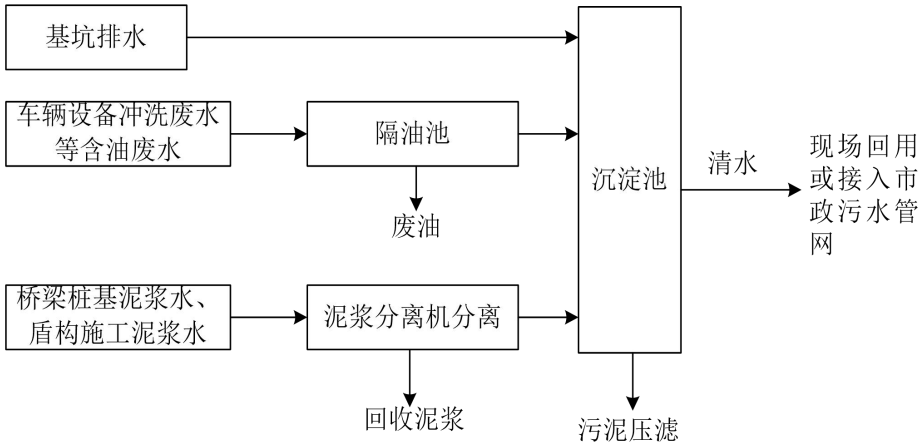 基坑排水
车辆设备冲洗废水
等含油废水
隔油池
废油
桥梁桩基泥浆水、
盾构施工泥浆水
泥浆分离机分离
回收泥浆
沉淀池
污泥压滤
清水
现场回用
或接入市
政污水管
网